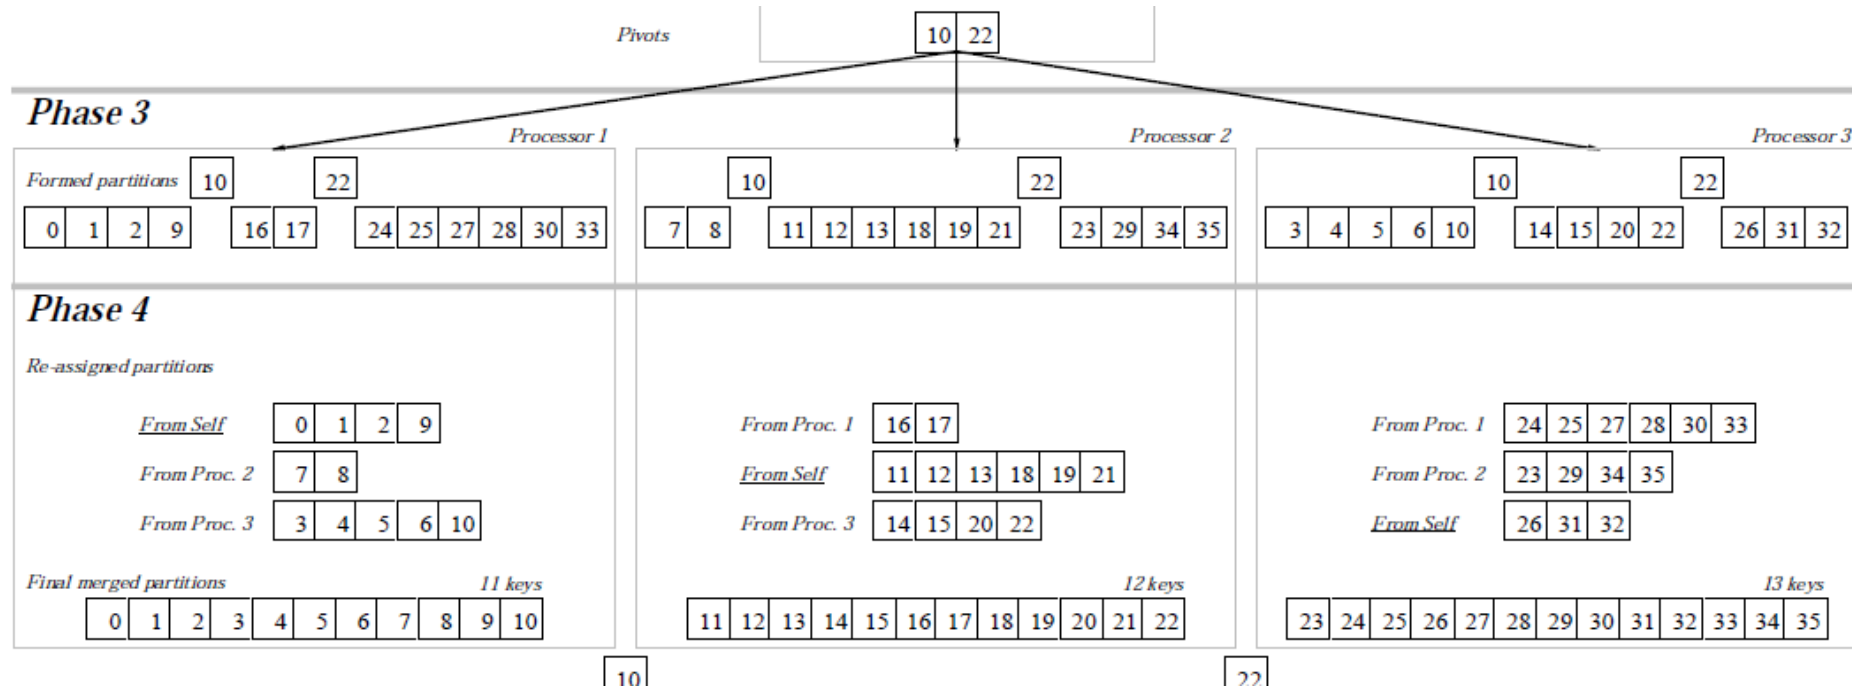 Pivots 10 22
Phase 3
Processor 1 Processor 2 Processor 3
Formed partitions 10 22 10 22 10 22
0 1 2 9 16 17 24 25 27 28 30 33 7 8 11 12 13 18 19 21 23 29 34 35 3 4 5 6 10 14 15 20 22 26 31 32
Phase 4
Re-assigned partitions
From Self 0 1 2 9 From Proc. 1 16 17 From Proc. 1 24 25 27 28 30 33
From Proc. 2 7 8 From Self 11 12 13 18 19 21 From Proc. 2 23 29 34 35
From Proc. 3 3 4 5 6 10 From Proc. 3 14 15 20 22 From Self 26 31 32
Final merged partitions 11 keys 12 keys 13 keys
0 1 2 3 4 5 6 7 8 9 10 11 12 13 14 15 16 17 18 19 20 21 22 23 24 25 26 27 28 29 30 31 32 33 34 35
10 22